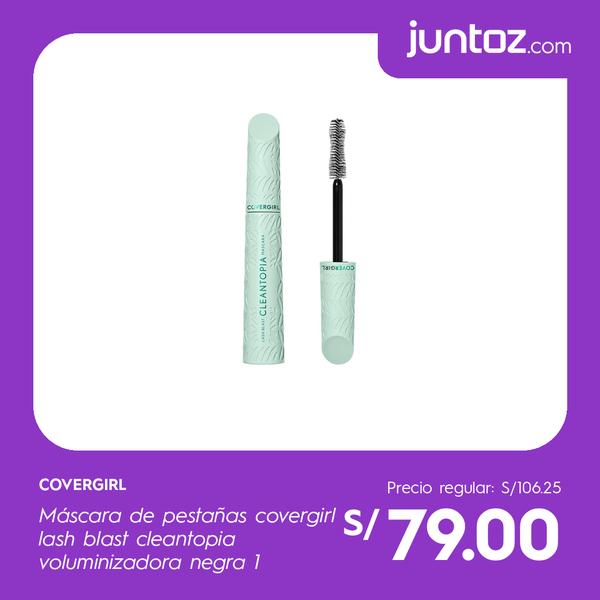 juntoz.com
COVERGIRL
LASH BLAST CLEANTOPIA MASCARA
COVERGIRL
COVERGIRL
Precio regular: S/106.25
Máscara de pestañas covergirl
lash blast cleantopia
voluminizadora negra 1
S/79.00